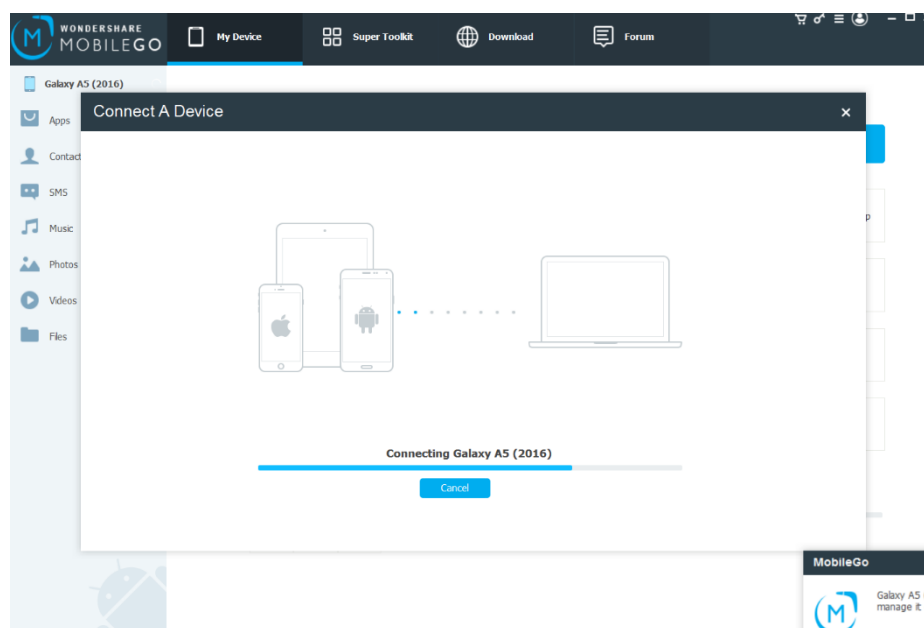 WONDERSHARE
MOBILEGO
My Device
Super Toolkit
Download
Forum
Galaxy A5 (2016)
Apps
Contact
SMS
Music
Photos
Videos
Files
Connect A Device
Connecting Galaxy A5 (2016)
Cancel
MobileGo
Galaxy A5
manage it